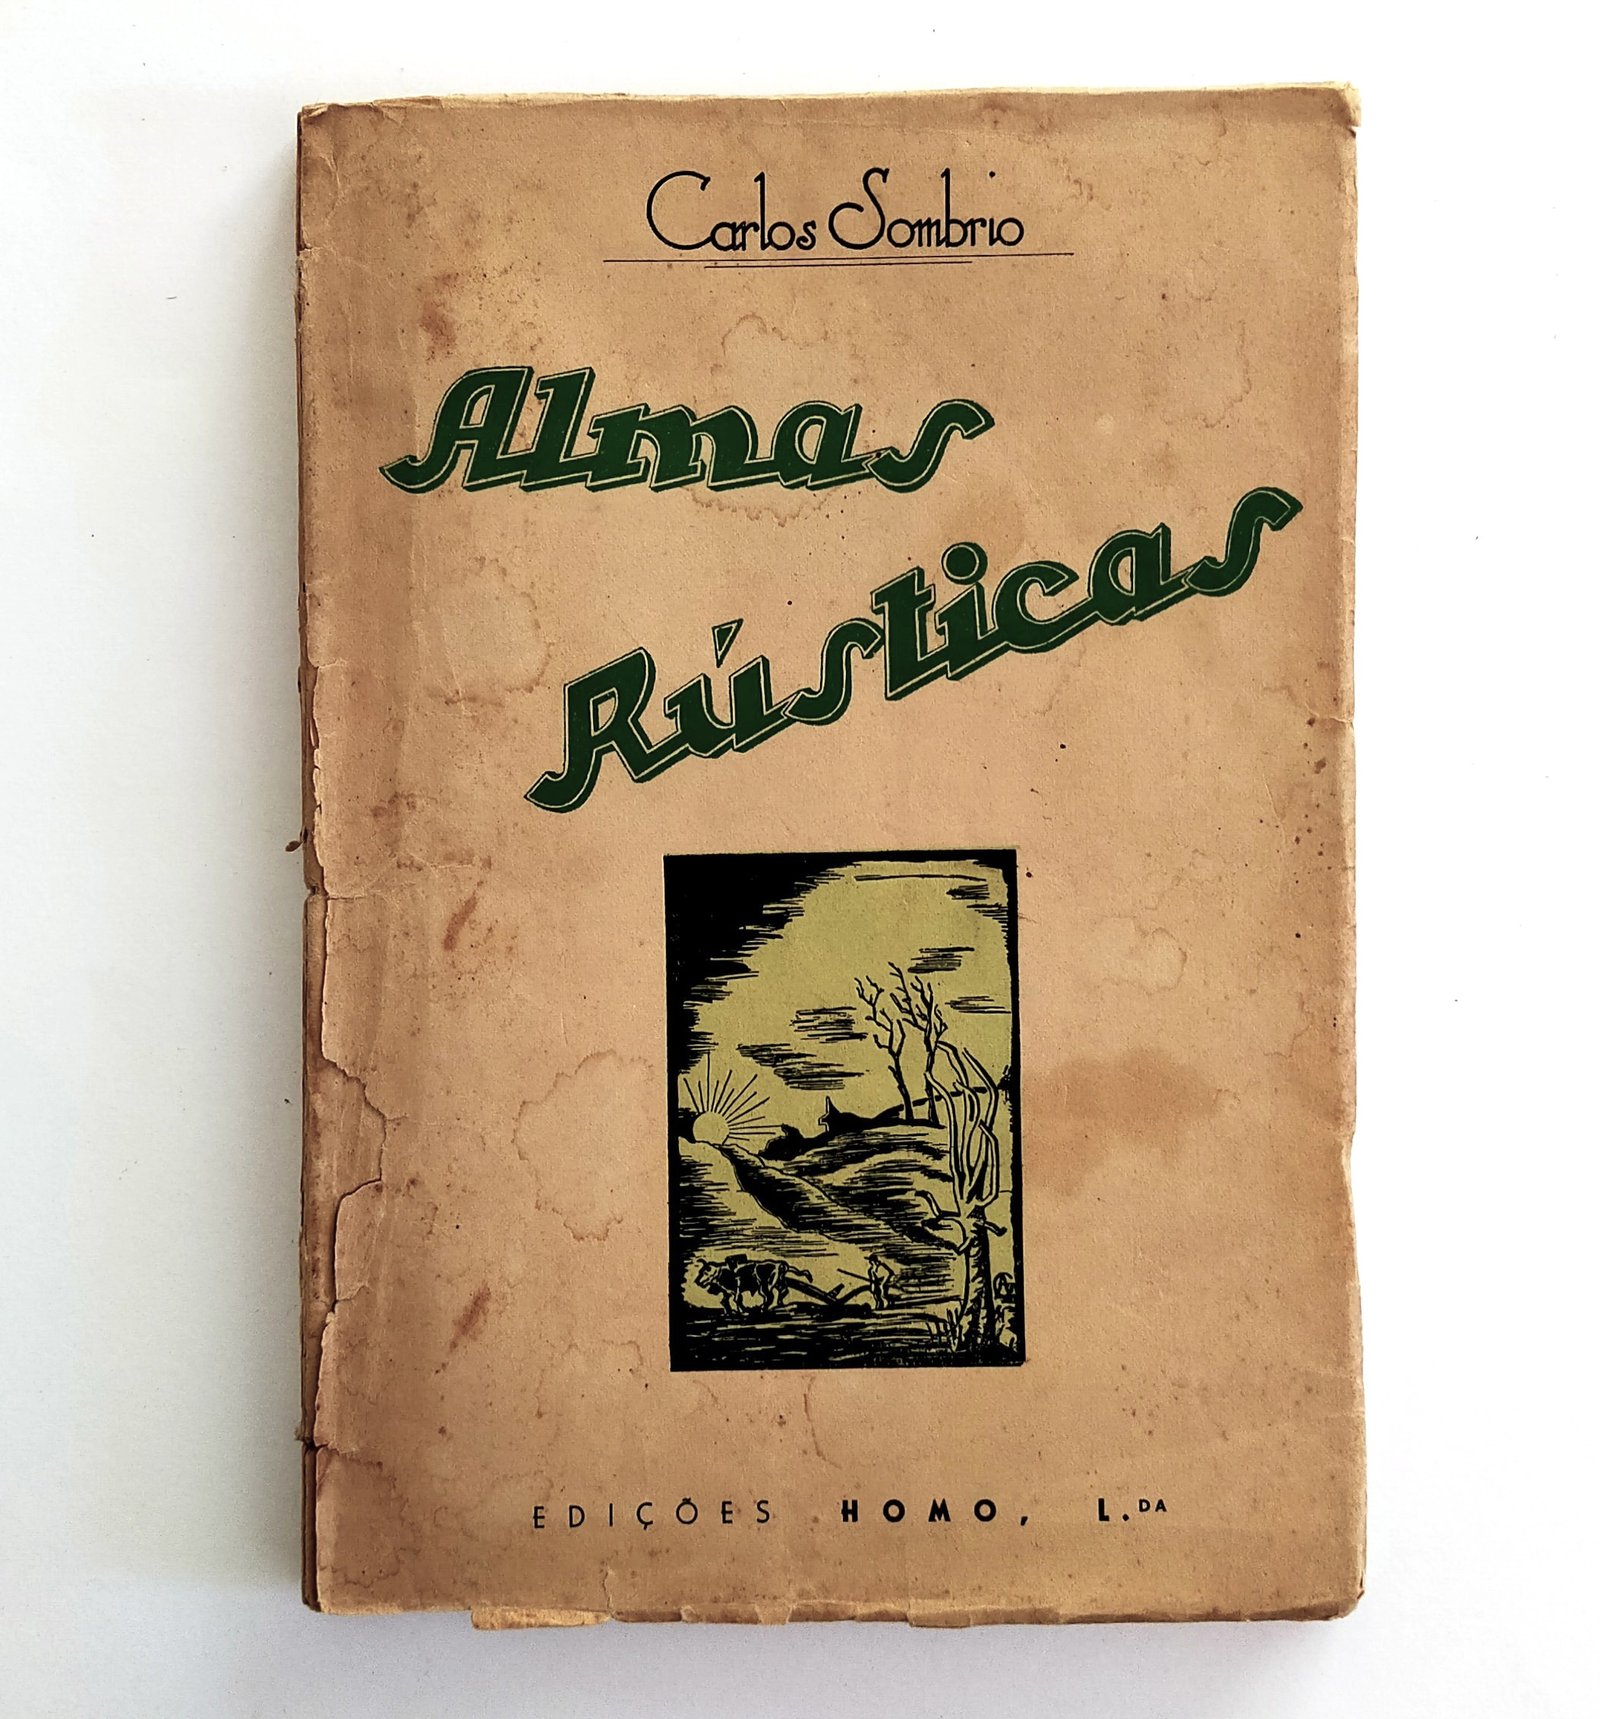 Carlos Sombrio
Almas
Rústicas
EDIÇÕES HOMO, L.DA